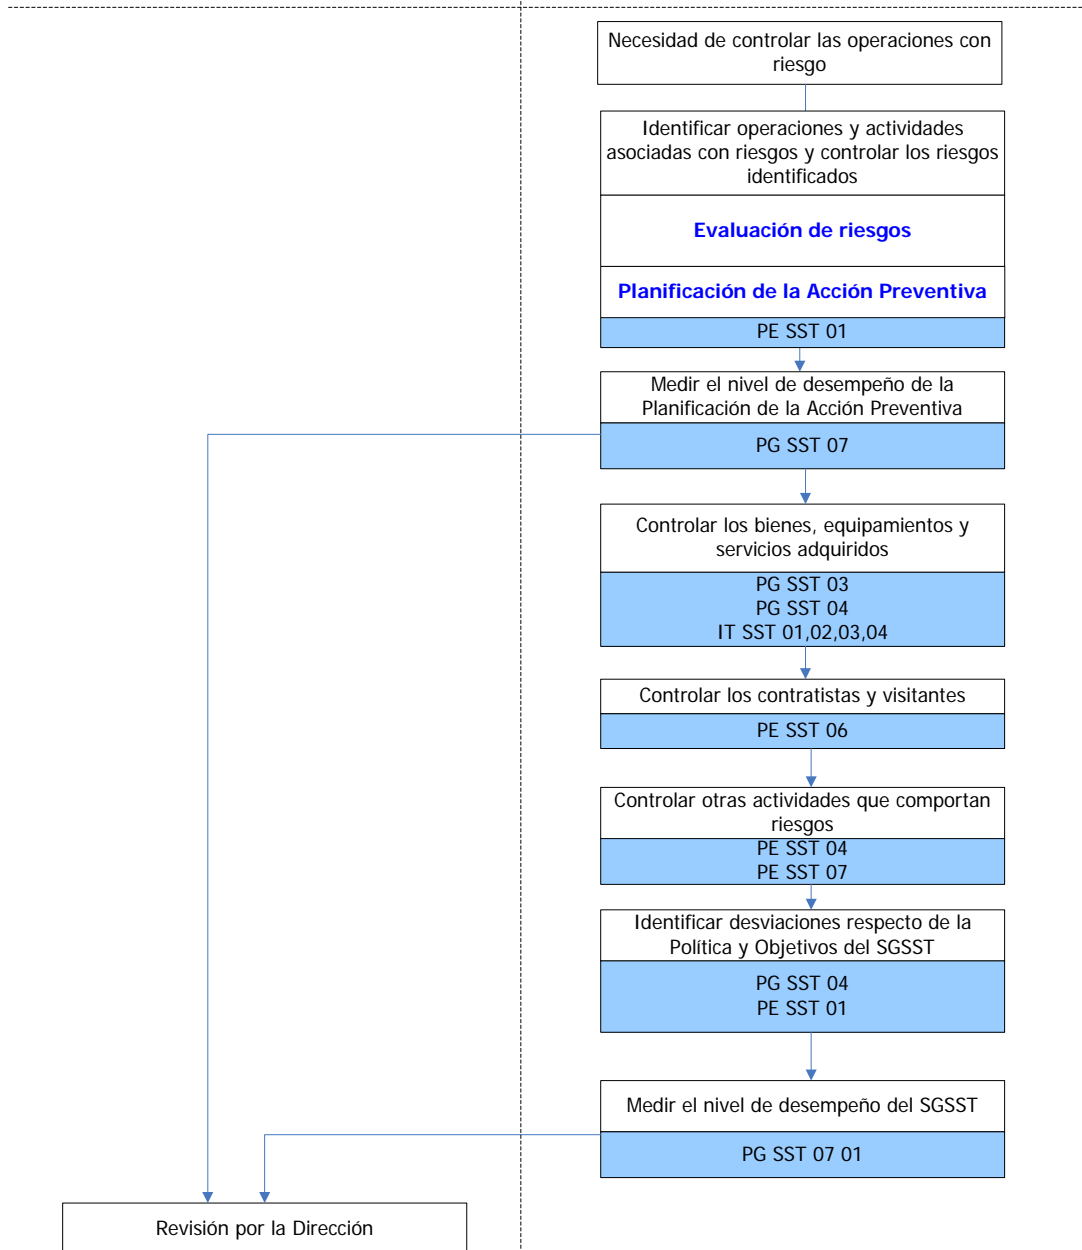 Necesidad de controlar las operaciones con
riesgo
Identificar operaciones y actividades
asociadas con riesgos y controlar los riesgos
identificados
Evaluación de riesgos
Planificación de la Acción Preventiva
PE SST 01
Medir el nivel de desempeño de la
Planificación de la Acción Preventiva
PG SST 07
Controlar los bienes, equipamientos y
servicios adquiridos
PG SST 03
PG SST 04
IT SST 01,02,03,04
Controlar los contratistas y visitantes
PE SST 06
Controlar otras actividades que comportan
riesgos
PE SST 04
PE SST 07
Identificar desviaciones respecto de la
Política y Objetivos del SGSST
PG SST 04
PE SST 01
Medir el nivel de desempeño del SGSST
PG SST 07 01
Revisión por la Dirección